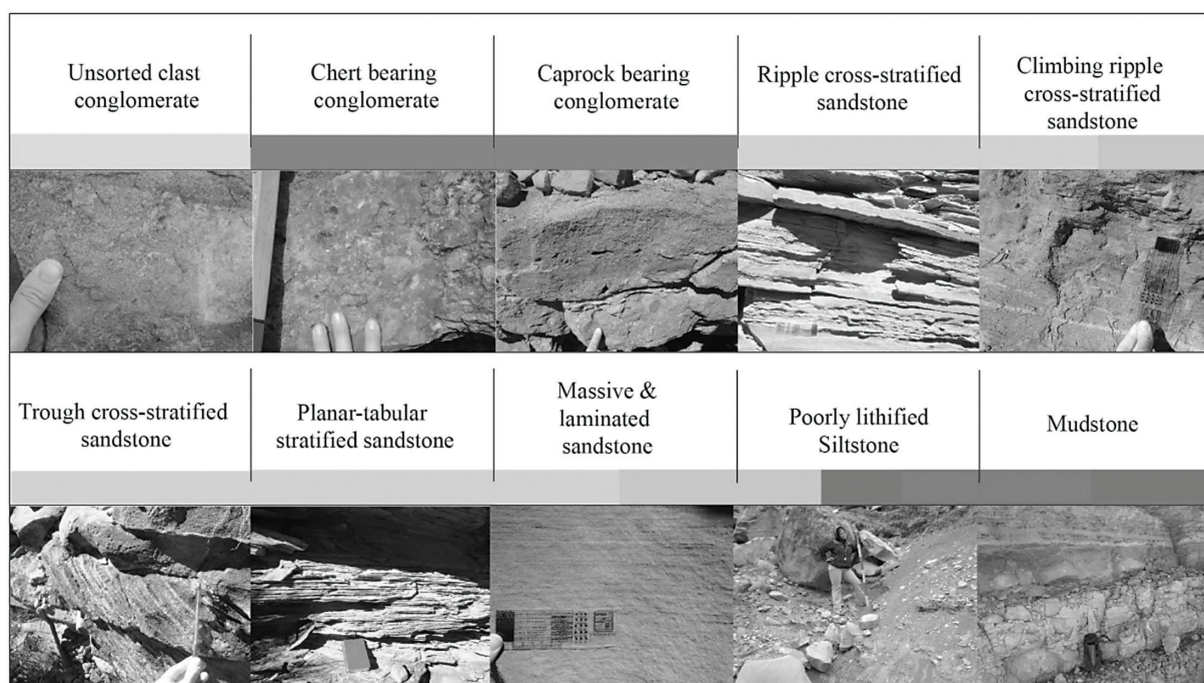 Unsorted clast
conglomerate
Chert bearing
conglomerate
Caprock bearing
conglomerate
Ripple cross-stratified
sandstone
Climbing ripple
cross-stratified
sandstone
Trough cross-stratified
sandstone
Planar-tabular
stratified sandstone
Massive &
laminated
sandstone
Poorly lithified
Siltstone
Mudstone